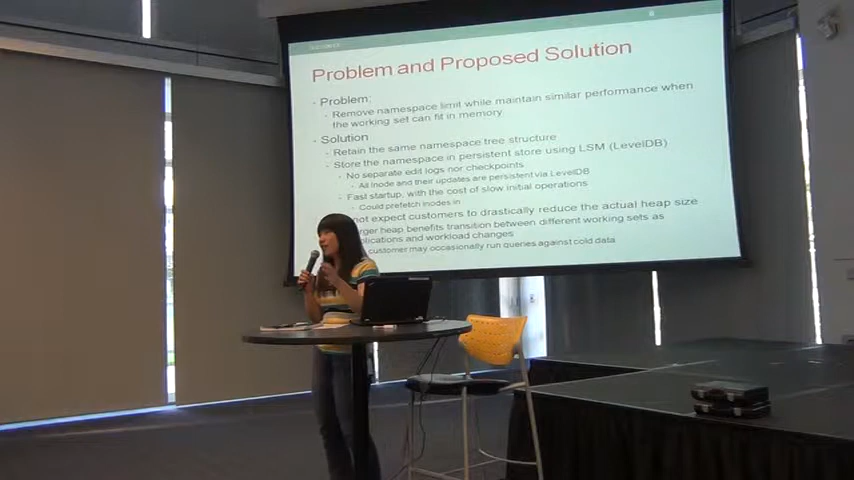 Problem and Proposed Solution
• Problem:
• Remove namespace limit while maintain similar performance when
the working set can fit in memory
• Solution
• Retain the same namespace tree structure
• Store the namespace in persistent store using LSM (LevelDB)
• No separate edit logs nor checkpoints
• All Inode and their updates are persistent via LevelDB
• Fast startup, with the cost of slow initial operations
• Could prefetch inodes in
not expect customers to drastically reduce the actual heap size
rger heap benefits transition between different working sets as
plications and workload changes
customer may occasionally run queries against cold data